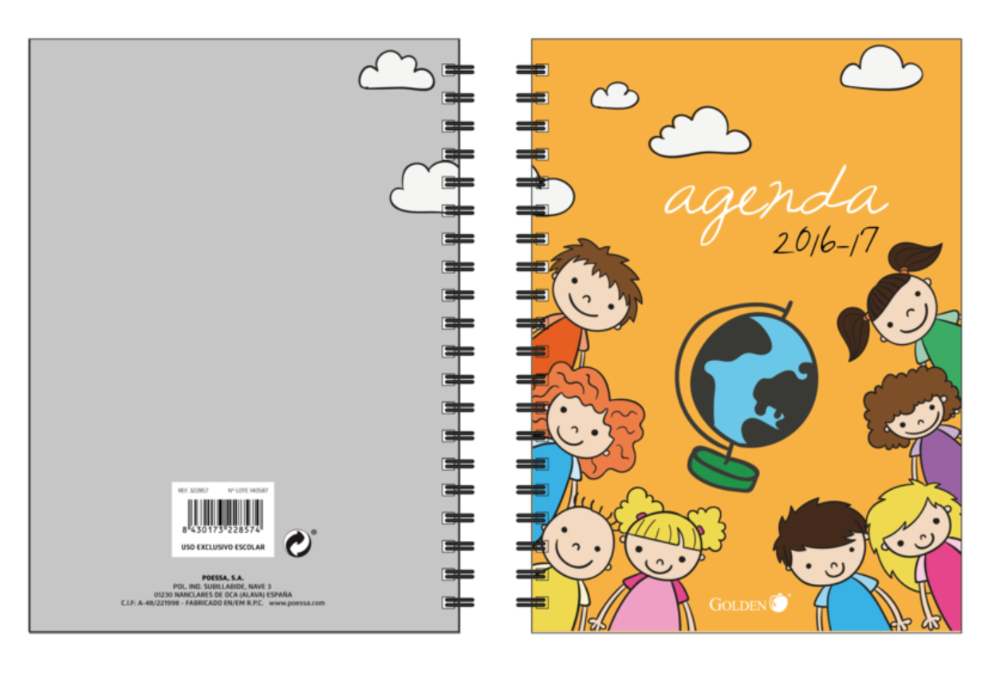 REF. 322857 Nº LOTE 140587
8 430173 228574
USO EXCLUSIVO ESCOLAR
®
POESSA, S.A.
POL. IND. SUBILLABIDE, NAVE 3
01230 NANCLARES DE OCA (ALAVA) ESPAÑA
C.I.F: A-48/221998 - FABRICADO EN/EM R.P.C. www.poessa.com
agenda
2016-17
GOLDEN